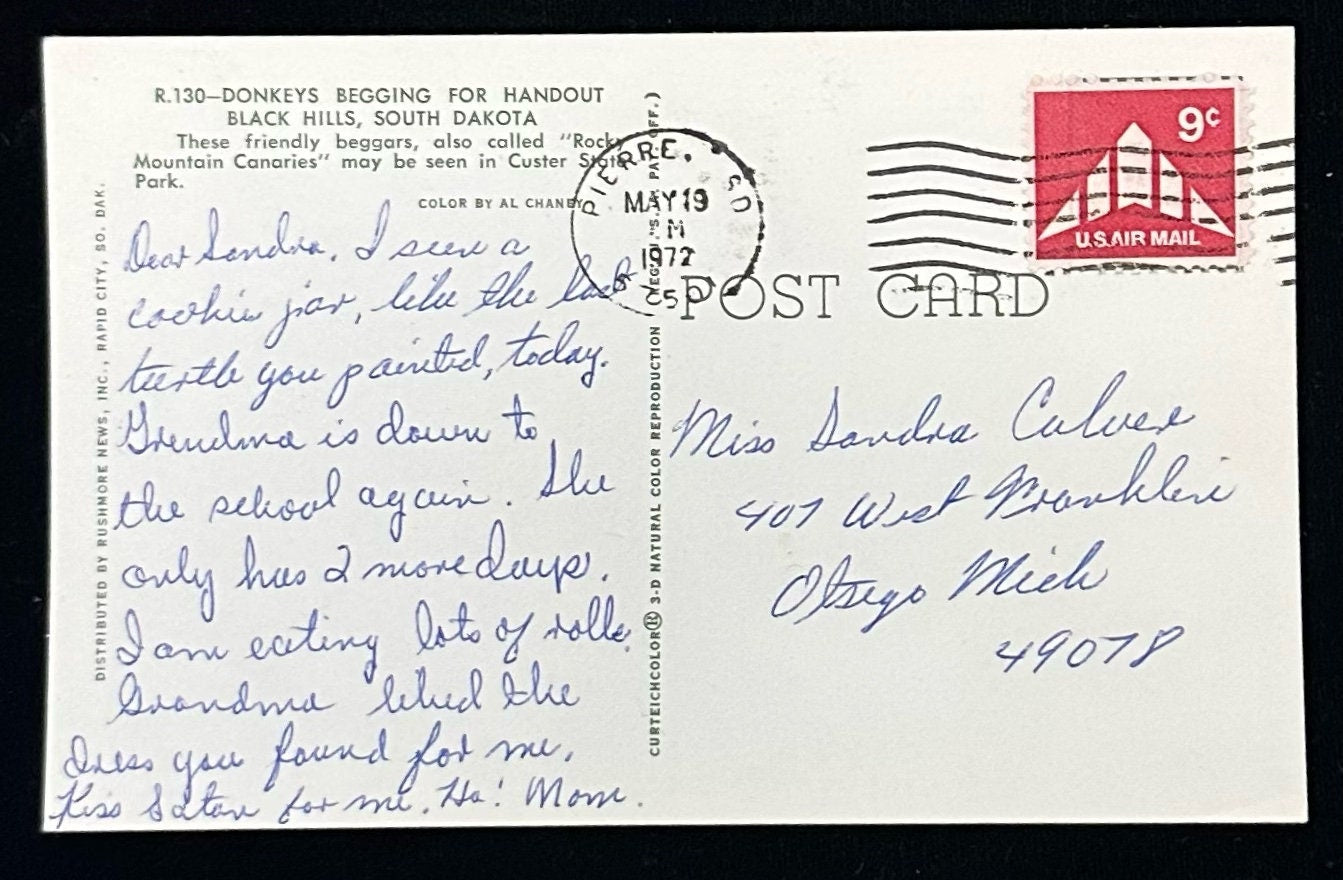 R.130—DONKEYS BEGGING FOR HANDOUT
BLACK HILLS, SOUTH DAKOTA
These friendly beggars, also called "Rocky
Mountain Canaries" may be seen in Custer State
Park.
COLOR BY AL CHANEY
DISTRIBUTED BY RUSHMORE NEWS, INC., RAPID CITY, SO. DAK.
Dear Sandra, I seen a
cookie jar, like the last
turtle you painted, today.
Grandma is down to
the school again. She
only has 2 more days.
I am eating lots of rolls.
Grandma liked the
dress you found for me.
Kiss Satan for me. Ha! Mom.
CURTEICHCOLOR® 3-D NATURAL COLOR REPRODUCTION
PIERRE, SD
MAY 19
M
1972
9¢
U.S. AIR MAIL
POST CARD
Miss Sandra Culver
407 West Franklin
Otsego Mich
49078